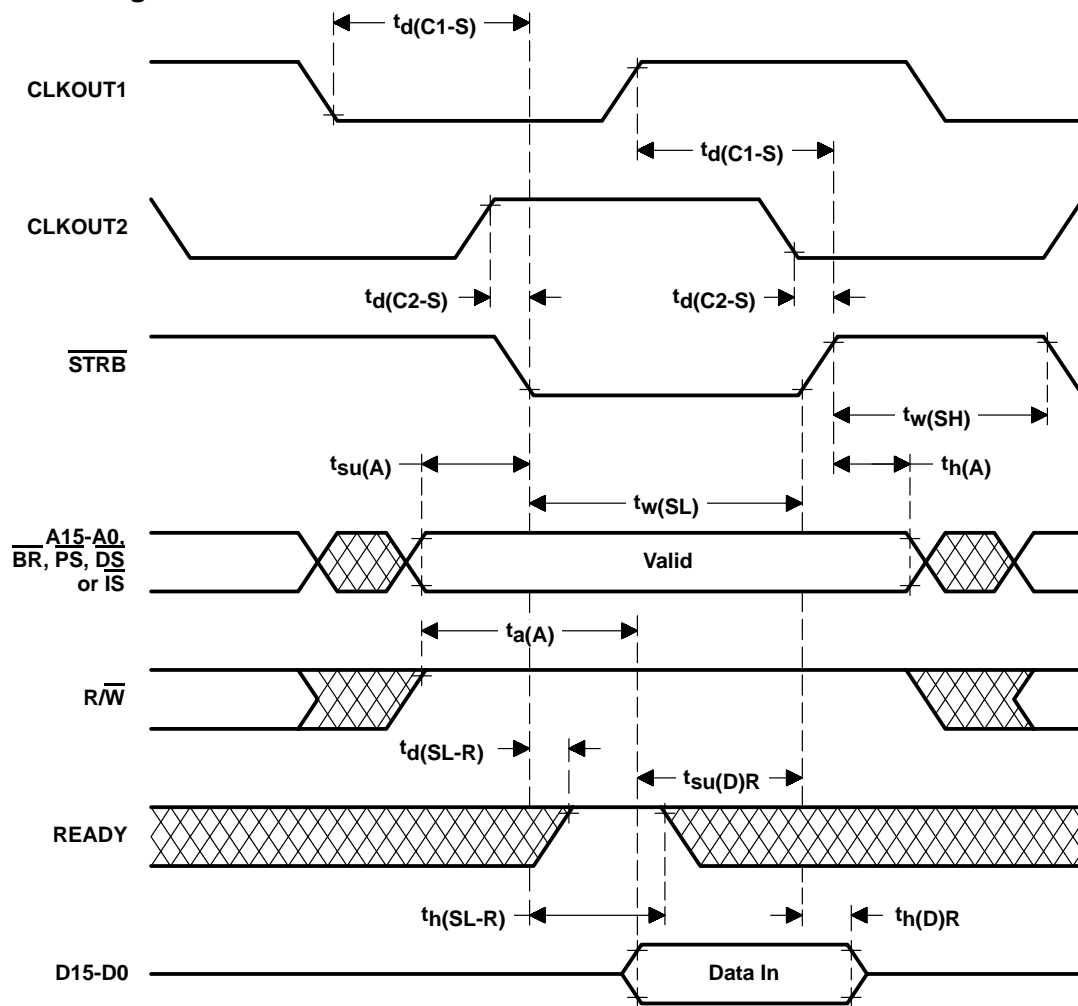 td(C1-S)
CLKOUT1
td(C1-S)
CLKOUT2
td(C2-S)
td(C2-S)
STRB
tw(SH)
tsu(A)
th(A)
tw(SL)
A15-A0,
BR, PS, DS
or IS
Valid
ta(A)
R/W
td(SL-R)
tsu(D)R
READY
th(SL-R)
th(D)R
D15-D0
Data In